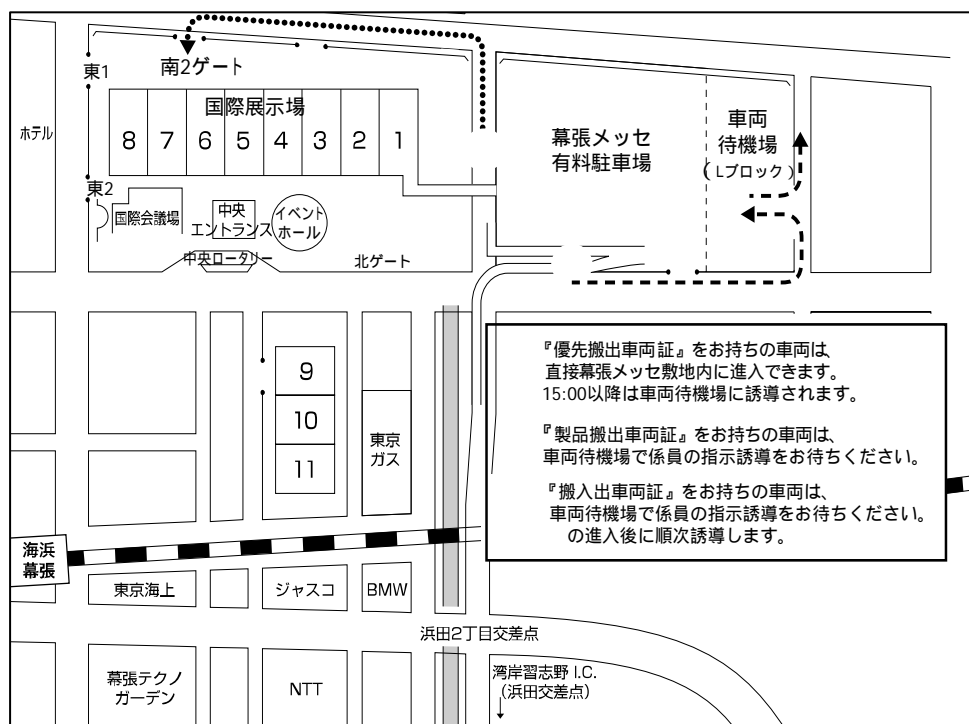 東1
南2ゲート
ホテル
国際展示場
8 7 6 5 4 3 2 1
幕張メッセ
有料駐車場
車両
待機場
(Lブロック)
東2
国際会議場
中央
エントランス
イベント
ホール
中央ロータリー
北ゲート
9
10
11
東京
ガス
『優先搬出車両証』をお持ちの車両は、
直接幕張メッセ敷地内に進入できます。
15:00以降は車両待機場に誘導されます。
『製品搬出車両証』をお持ちの車両は、
車両待機場で係員の指示誘導をお待ちください。
『搬入出車両証』をお持ちの車両は、
車両待機場で係員の指示誘導をお待ちください。
の進入後に順次誘導します。
海浜
幕張
東京海上
ジャスコ
BMW
浜田2丁目交差点
幕張テクノ
ガーデン
NTT
湾岸習志野 I.C.
(浜田交差点)